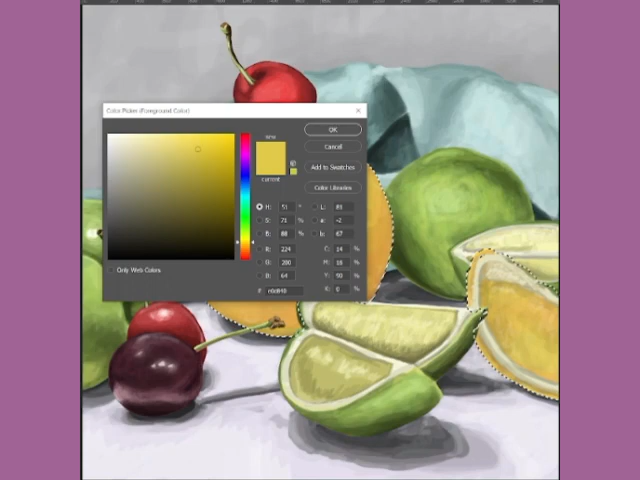 Color Picker (Foreground Color)
new
OK
Cancel
Add to Swatches
current
Color Libraries
H: 51 °
L: 81
S: 71 %
a: -2
B: 88 %
b: 67
R: 224
C: 14 %
G: 200
M: 16 %
B: 64
Y: 90 %
K: 0 %
Only Web Colors